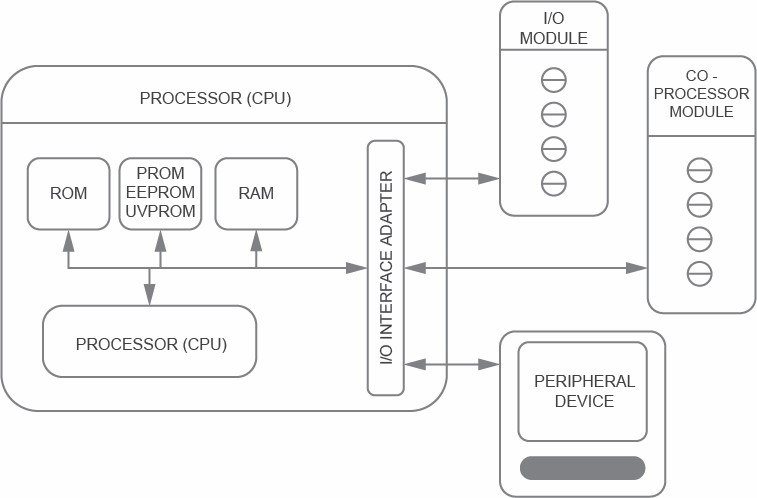 I/O
MODULE
CO -
PROCESSOR
MODULE
PROCESSOR (CPU)
ROM
PROM
EEPROM
UVPROM
RAM
I/O INTERFACE ADAPTER
PROCESSOR (CPU)
PERIPHERAL
DEVICE